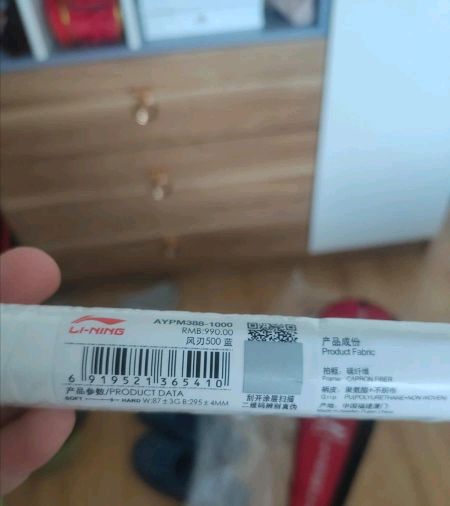 LI-NING
AYPM388-1000
RMB:990.00
风刃500 蓝
6 919521 365410
产品参数/PRODUCT DATA
SOFT HARD W:87±3G B:295±4MM
刮开涂层扫描
二维码辨别真伪
产品成份
Product Fabric
拍框: 碳纤维
Frame: CARBON FIBER
柄皮: 聚氨酯+不织布
Grip: PU(POLYURETHANE+NON WOVEN)
产地: 中国福建厦门